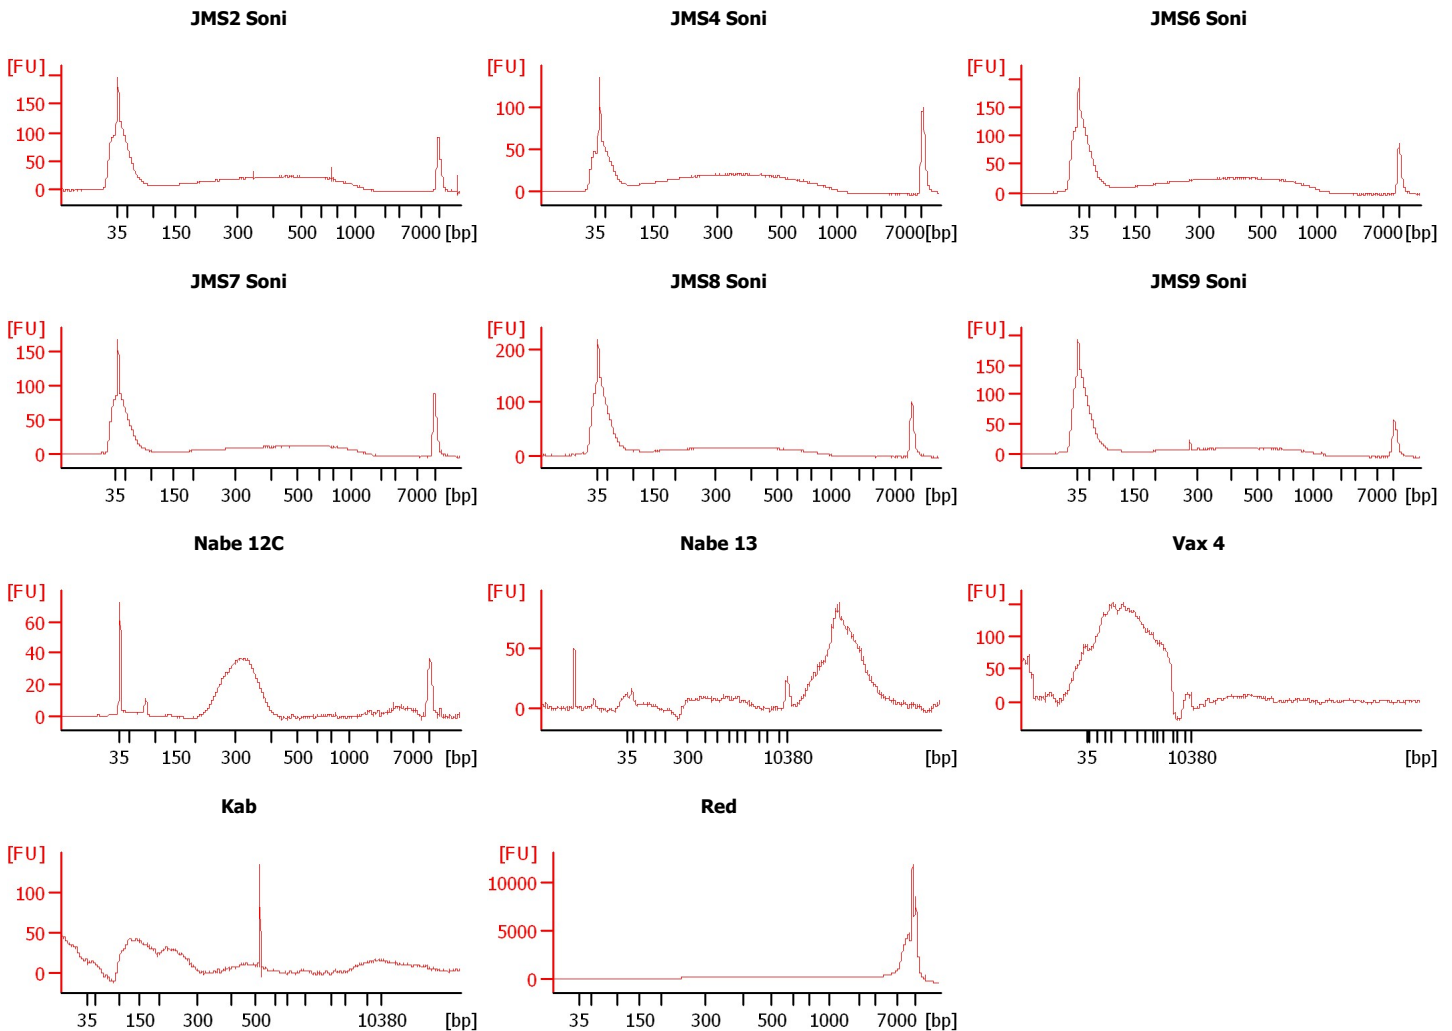 JMS2 Soni
[FU]
150
100
50
0
35 150 300 500 1000 7000 [bp]
JMS4 Soni
[FU]
100
50
0
35 150 300 500 1000 7000 [bp]
JMS6 Soni
[FU]
150
100
50
0
35 150 300 500 1000 7000 [bp]
JMS7 Soni
[FU]
150
100
50
0
35 150 300 500 1000 7000 [bp]
JMS8 Soni
[FU]
200
100
0
35 150 300 500 1000 7000 [bp]
JMS9 Soni
[FU]
150
100
50
0
35 150 300 500 1000 7000 [bp]
Nabe 12C
[FU]
60
40
20
0
35 150 300 500 1000 7000 [bp]
Nabe 13
[FU]
50
0
35 300 10380 [bp]
Vax 4
[FU]
100
50
0
35 10380 [bp]
Kab
[FU]
100
50
0
35 150 300 500 10380 [bp]
Red
[FU]
10000
5000
0
35 150 300 500 1000 7000 [bp]